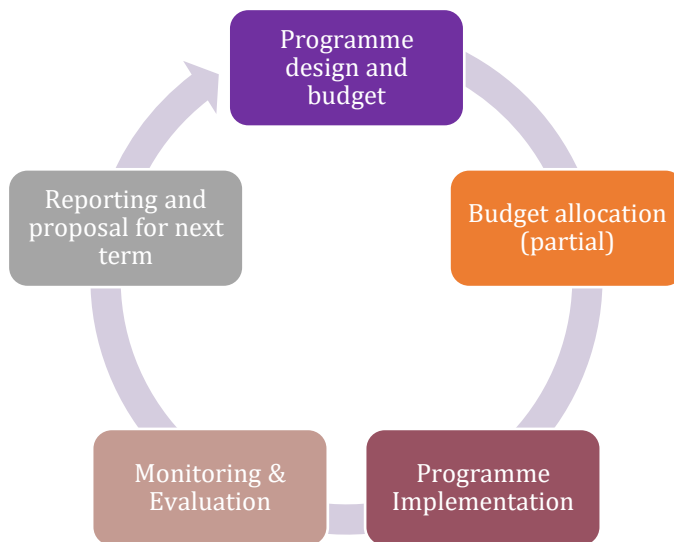 Programme
design and
budget
Budget allocation
(partial)
Programme
Implementation
Monitoring &
Evaluation
Reporting and
proposal for next
term